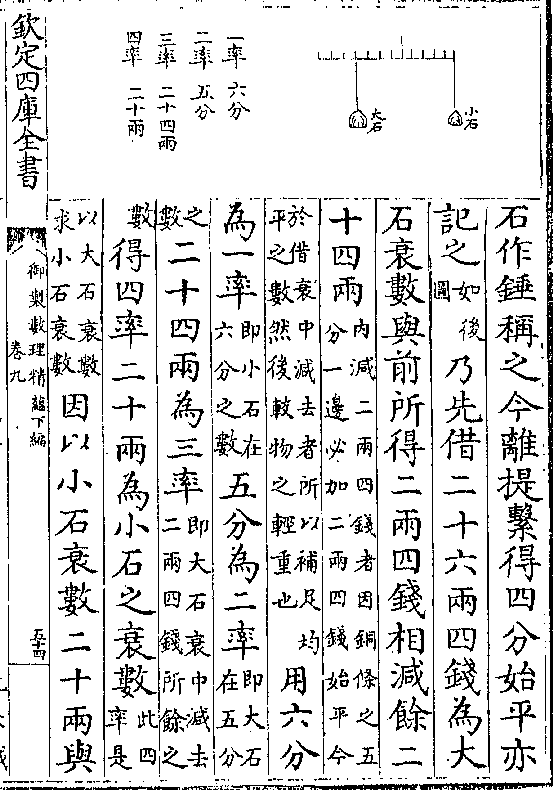 小石
大石
一率 六分
二率 五分
三率 二十四兩
四率 二十兩
石作錘稱之今離提繫得四分始平亦
記之如後圖乃先借二十六兩四錢為大
石衰數與前所得二兩四錢相減餘二
十四兩内減二兩四錢者因銅條之五分一邊必加二兩四錢始平今
於借衰中減去者所以補足均平之數然後較物之輕重也用六分
為一率即小石在六分之數五分為二率即大石在五分
之數二十四兩為三率即大石衰中減去二兩四錢所餘之
數得四率二十兩為小石之衰數此四率是
以大石衰數求小石衰數因以小石衰數二十兩與
欽定四庫全書
御製數理精藴下編
卷九
五十四